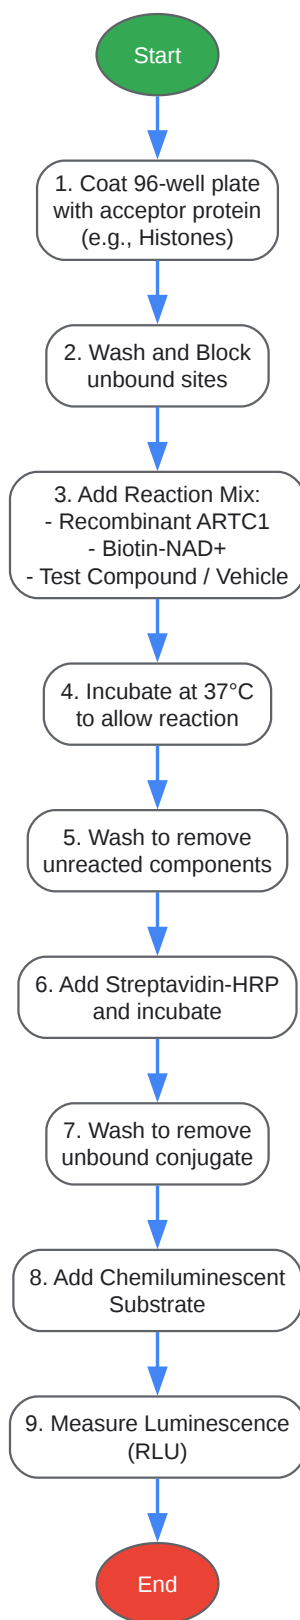 Start
1. Coat 96-well plate
with acceptor protein
(e.g., Histones)
2. Wash and Block
unbound sites
3. Add Reaction Mix:
- Recombinant ARTC1
- Biotin-NAD+
- Test Compound / Vehicle
4. Incubate at 37°C
to allow reaction
5. Wash to remove
unreacted components
6. Add Streptavidin-HRP
and incubate
7. Wash to remove
unbound conjugate
8. Add Chemiluminescent
Substrate
9. Measure Luminescence
(RLU)
End